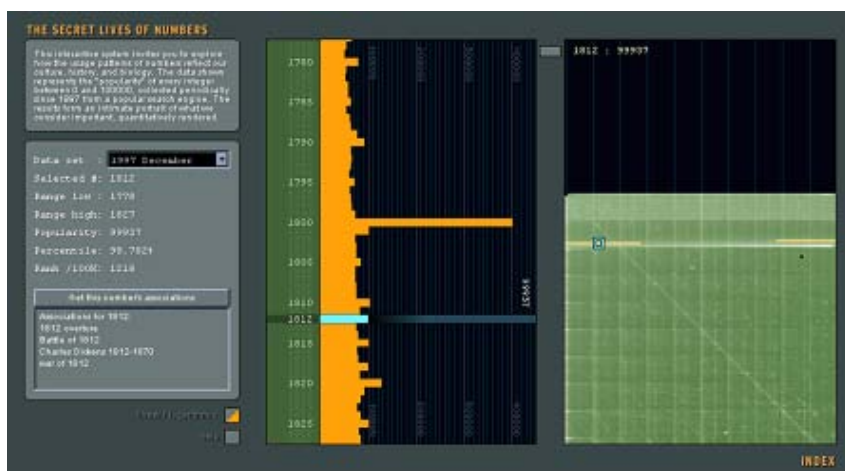 THE SECRET LIVES OF NUMBERS
This interactive system invites you to explore
how the usage patterns of numbers reflect our
culture, history, and biology. The data shown
represents the "popularity" of every integer
between 0 and 100000, collected periodically
since 1997 from a popular search engine. The
results form an intimate portrait of what we
consider important, quantitatively rendered.
Data set : 1997 December
Selected #: 1812
Range low : 1778
Range high: 1827
Popularity: 99937
Percentile: 98.782%
Rank /100K: 1218
Get this number's associations
Associations for 1812:
1812 overture
Battle of 1812
Charles Dickens 1812-1870
war of 1812
1780
1785
1790
1795
1800
1805
1810
1812
1815
1820
1825
99937
1812 : 99937
INDEX